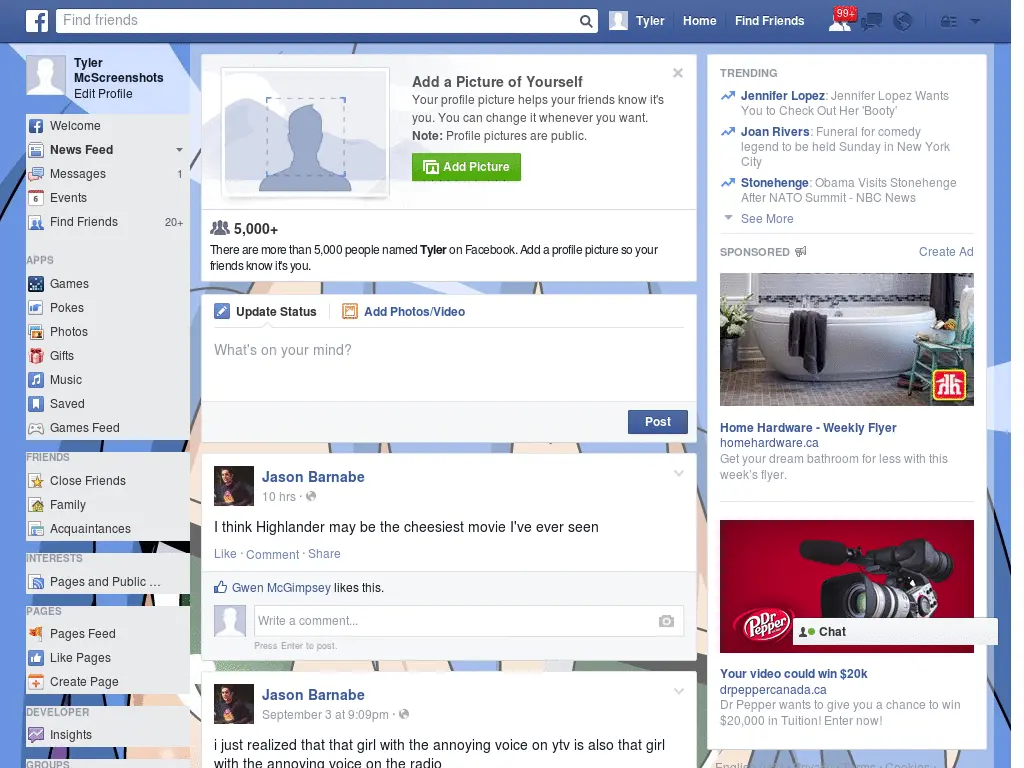 Find friends
Tyler
Home
Find Friends
99+
Tyler
McScreenshots
Edit Profile
Welcome
News Feed
Messages 1
6 Events
Find Friends 20+
APPS
Games
Pokes
Photos
Gifts
Music
Saved
Games Feed
FRIENDS
Close Friends
Family
Acquaintances
INTERESTS
Pages and Public ...
PAGES
Pages Feed
Like Pages
Create Page
DEVELOPER
Insights
GROUPS
Add a Picture of Yourself
Your profile picture helps your friends know it's
you. You can change it whenever you want.
Note: Profile pictures are public.
Add Picture
5,000+
There are more than 5,000 people named Tyler on Facebook. Add a profile picture so your
friends know it's you.
Update Status
Add Photos/Video
What's on your mind?
Post
Jason Barnabe
10 hrs ·
I think Highlander may be the cheesiest movie I've ever seen
Like · Comment · Share
Gwen McGimpsey likes this.
Write a comment...
Press Enter to post.
Jason Barnabe
September 3 at 9:09pm ·
i just realized that that girl with the annoying voice on ytv is also that girl
with the annoying voice on the radio
TRENDING
Jennifer Lopez: Jennifer Lopez Wants
You to Check Out Her 'Booty'
Joan Rivers: Funeral for comedy
legend to be held Sunday in New York
City
Stonehenge: Obama Visits Stonehenge
After NATO Summit - NBC News
See More
SPONSORED
Create Ad
Home Hardware - Weekly Flyer
homehardware.ca
Get your dream bathroom for less with this
week's flyer.
Dr Pepper
Chat
Your video could win $20k
drpeppercanada.ca
Dr Pepper wants to give you a chance to win
$20,000 in Tuition! Enter now!